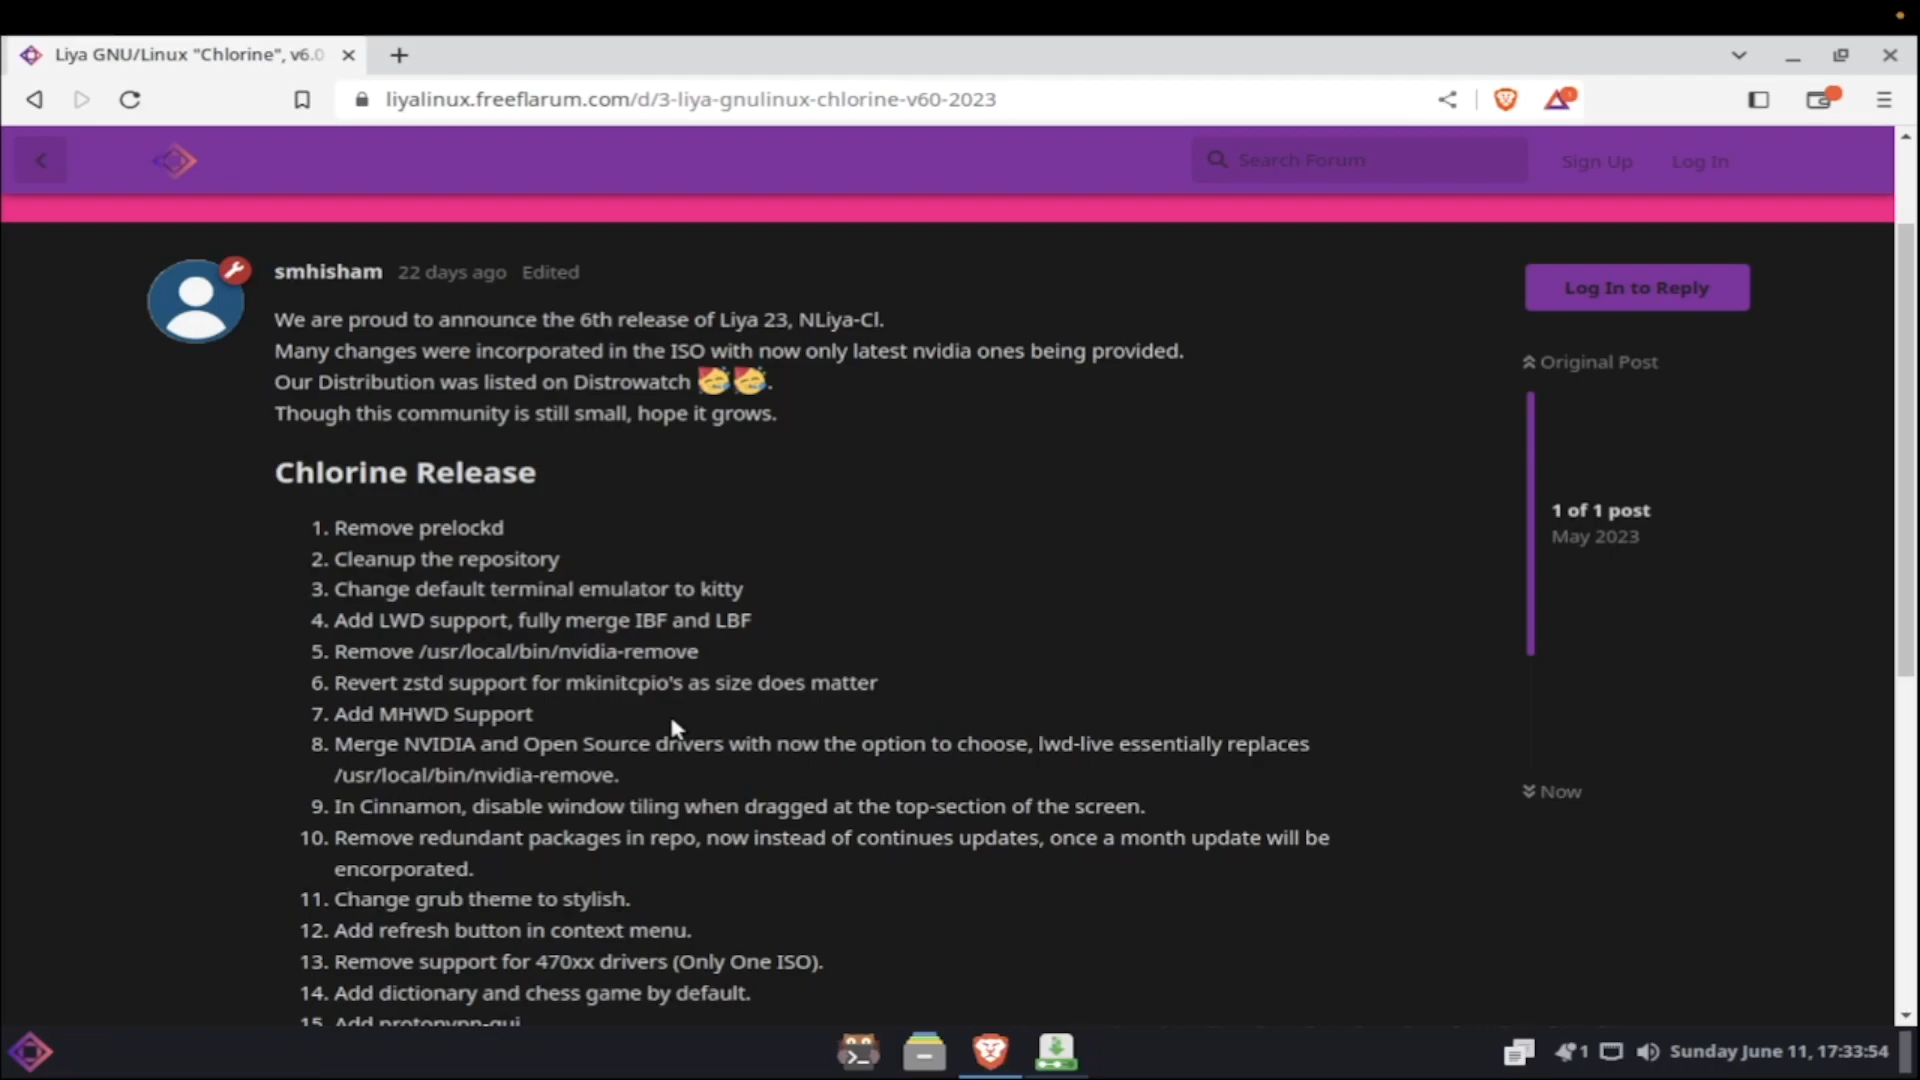 Liya GNU/Linux "Chlorine", v6.0
liyalinux.freeflarum.com/d/3-liya-gnulinux-chlorine-v60-2023
Search Forum
Sign Up
Log In
smhisham 22 days ago Edited
Log In to Reply
We are proud to announce the 6th release of Liya 23, NLiya-Cl.
Many changes were incorporated in the ISO with now only latest nvidia ones being provided.
Our Distribution was listed on Distrowatch 🥳🥳.
Though this community is still small, hope it grows.
Original Post
1 of 1 post
May 2023
Now
Chlorine Release
1. Remove prelockd
2. Cleanup the repository
3. Change default terminal emulator to kitty
4. Add LWD support, fully merge IBF and LBF
5. Remove /usr/local/bin/nvidia-remove
6. Revert zstd support for mkinitcpio's as size does matter
7. Add MHWD Support
8. Merge NVIDIA and Open Source drivers with now the option to choose, lwd-live essentially replaces
/usr/local/bin/nvidia-remove.
9. In Cinnamon, disable window tiling when dragged at the top-section of the screen.
10. Remove redundant packages in repo, now instead of continues updates, once a month update will be
encorporated.
11. Change grub theme to stylish.
12. Add refresh button in context menu.
13. Remove support for 470xx drivers (Only One ISO).
14. Add dictionary and chess game by default.
15. Add protonvpn-gui
1
Sunday June 11, 17:33:54